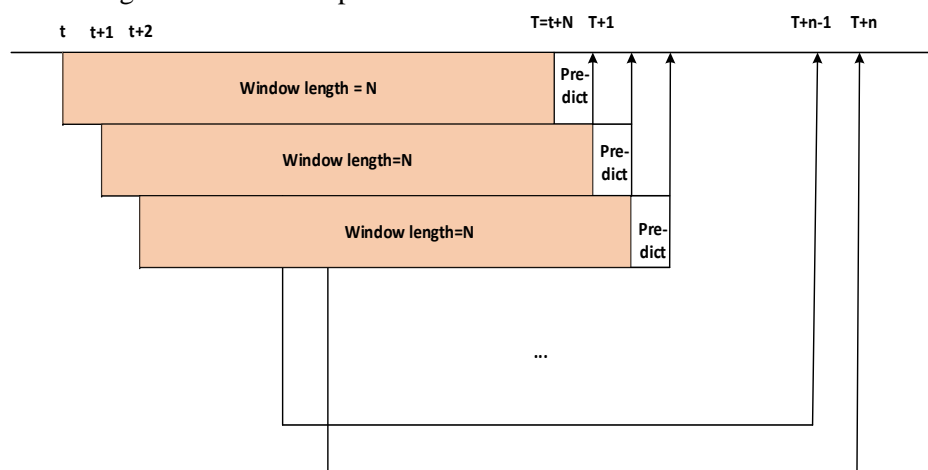 t t+1 t+2 T=t+N T+1 T+n-1 T+n
Window length = N
Pre-
dict
Window length=N
Pre-
dict
Window length=N
Pre-
dict
...